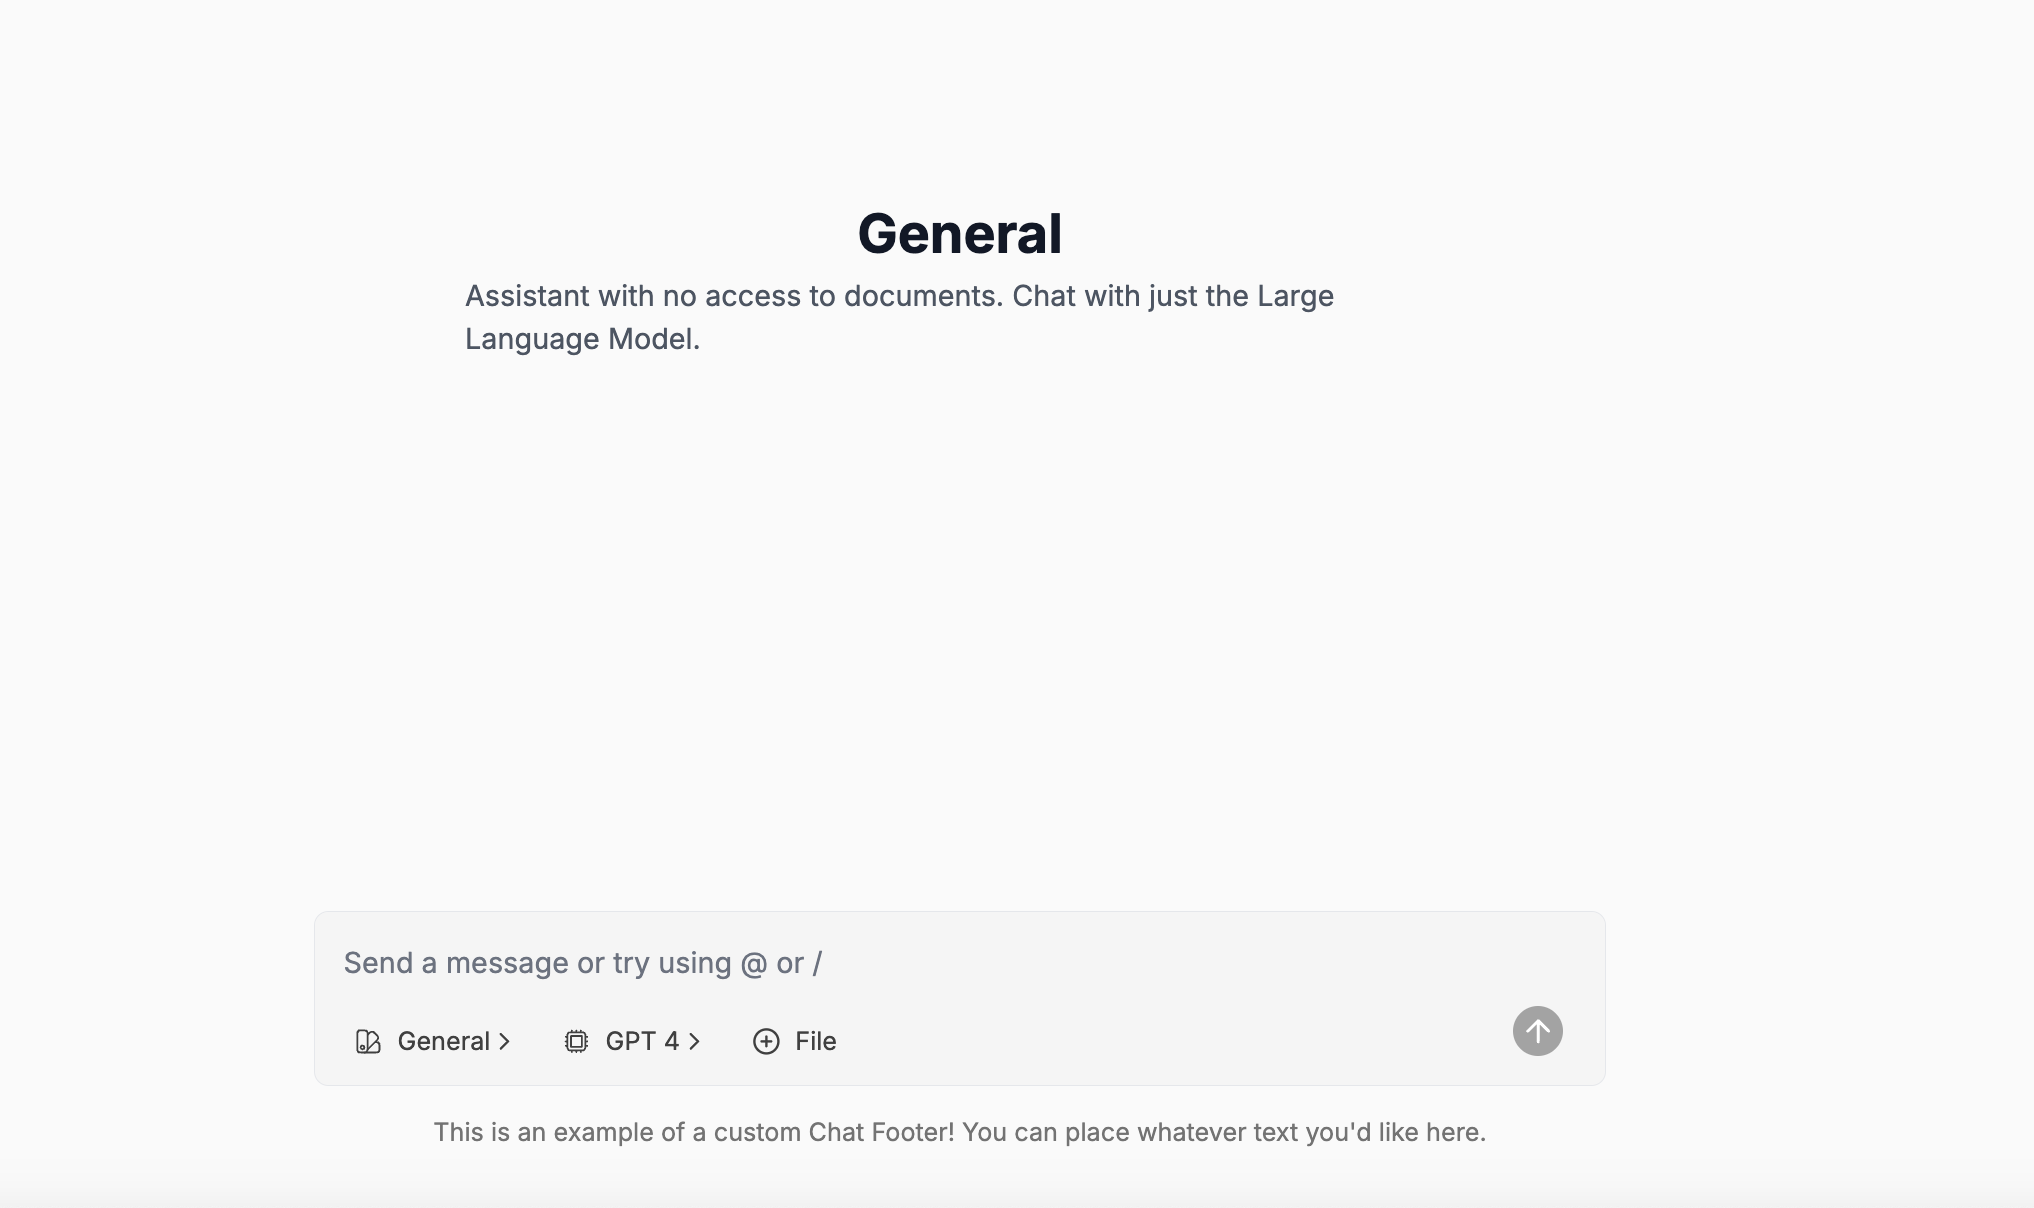 General
Assistant with no access to documents. Chat with just the Large
Language Model.
Send a message or try using @ or /
General
GPT 4
File
This is an example of a custom Chat Footer! You can place whatever text you'd like here.